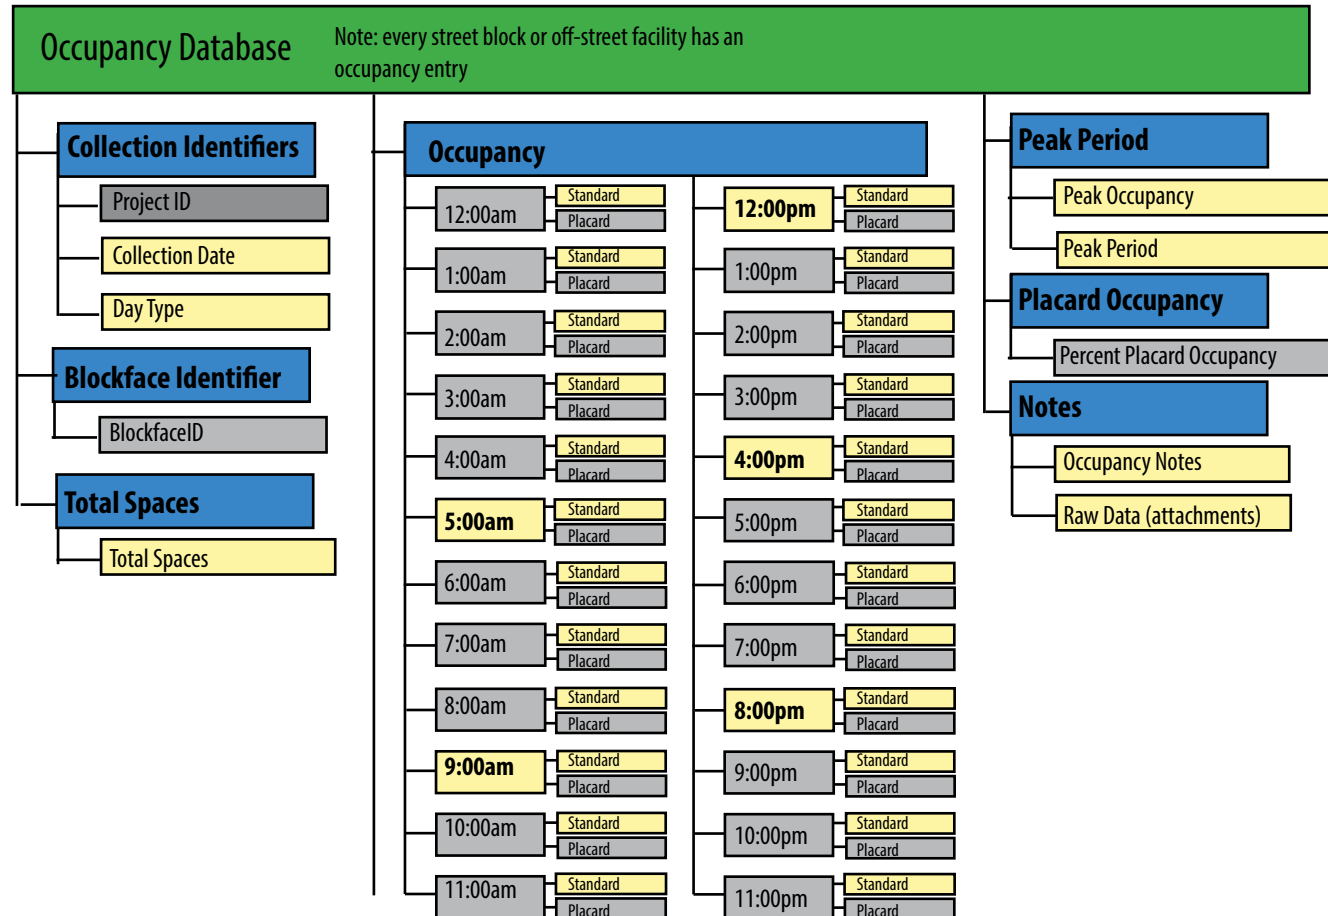 Occupancy Database
Note: every street block or off-street facility has an
occupancy entry
Collection Identifiers
Project ID
Collection Date
Day Type
Blockface Identifier
BlockfaceID
Total Spaces
Total Spaces
Occupancy
12:00am
Standard
Placard
1:00am
Standard
Placard
2:00am
Standard
Placard
3:00am
Standard
Placard
4:00am
Standard
Placard
5:00am
Standard
Placard
6:00am
Standard
Placard
7:00am
Standard
Placard
8:00am
Standard
Placard
9:00am
Standard
Placard
10:00am
Standard
Placard
11:00am
Standard
Placard
12:00pm
Standard
Placard
1:00pm
Standard
Placard
2:00pm
Standard
Placard
3:00pm
Standard
Placard
4:00pm
Standard
Placard
5:00pm
Standard
Placard
6:00pm
Standard
Placard
7:00pm
Standard
Placard
8:00pm
Standard
Placard
9:00pm
Standard
Placard
10:00pm
Standard
Placard
11:00pm
Standard
Placard
Peak Period
Peak Occupancy
Peak Period
Placard Occupancy
Percent Placard Occupancy
Notes
Occupancy Notes
Raw Data (attachments)